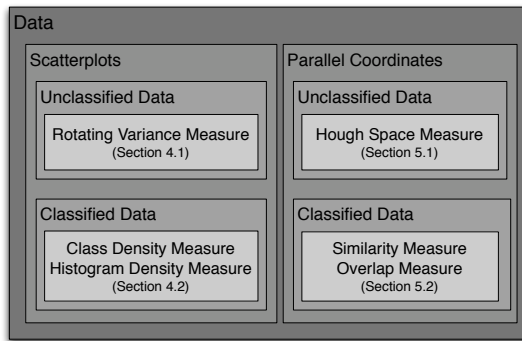 Data
Scatterplots
Unclassified Data
Rotating Variance Measure
(Section 4.1)
Classified Data
Class Density Measure
Histogram Density Measure
(Section 4.2)
Parallel Coordinates
Unclassified Data
Hough Space Measure
(Section 5.1)
Classified Data
Similarity Measure
Overlap Measure
(Section 5.2)